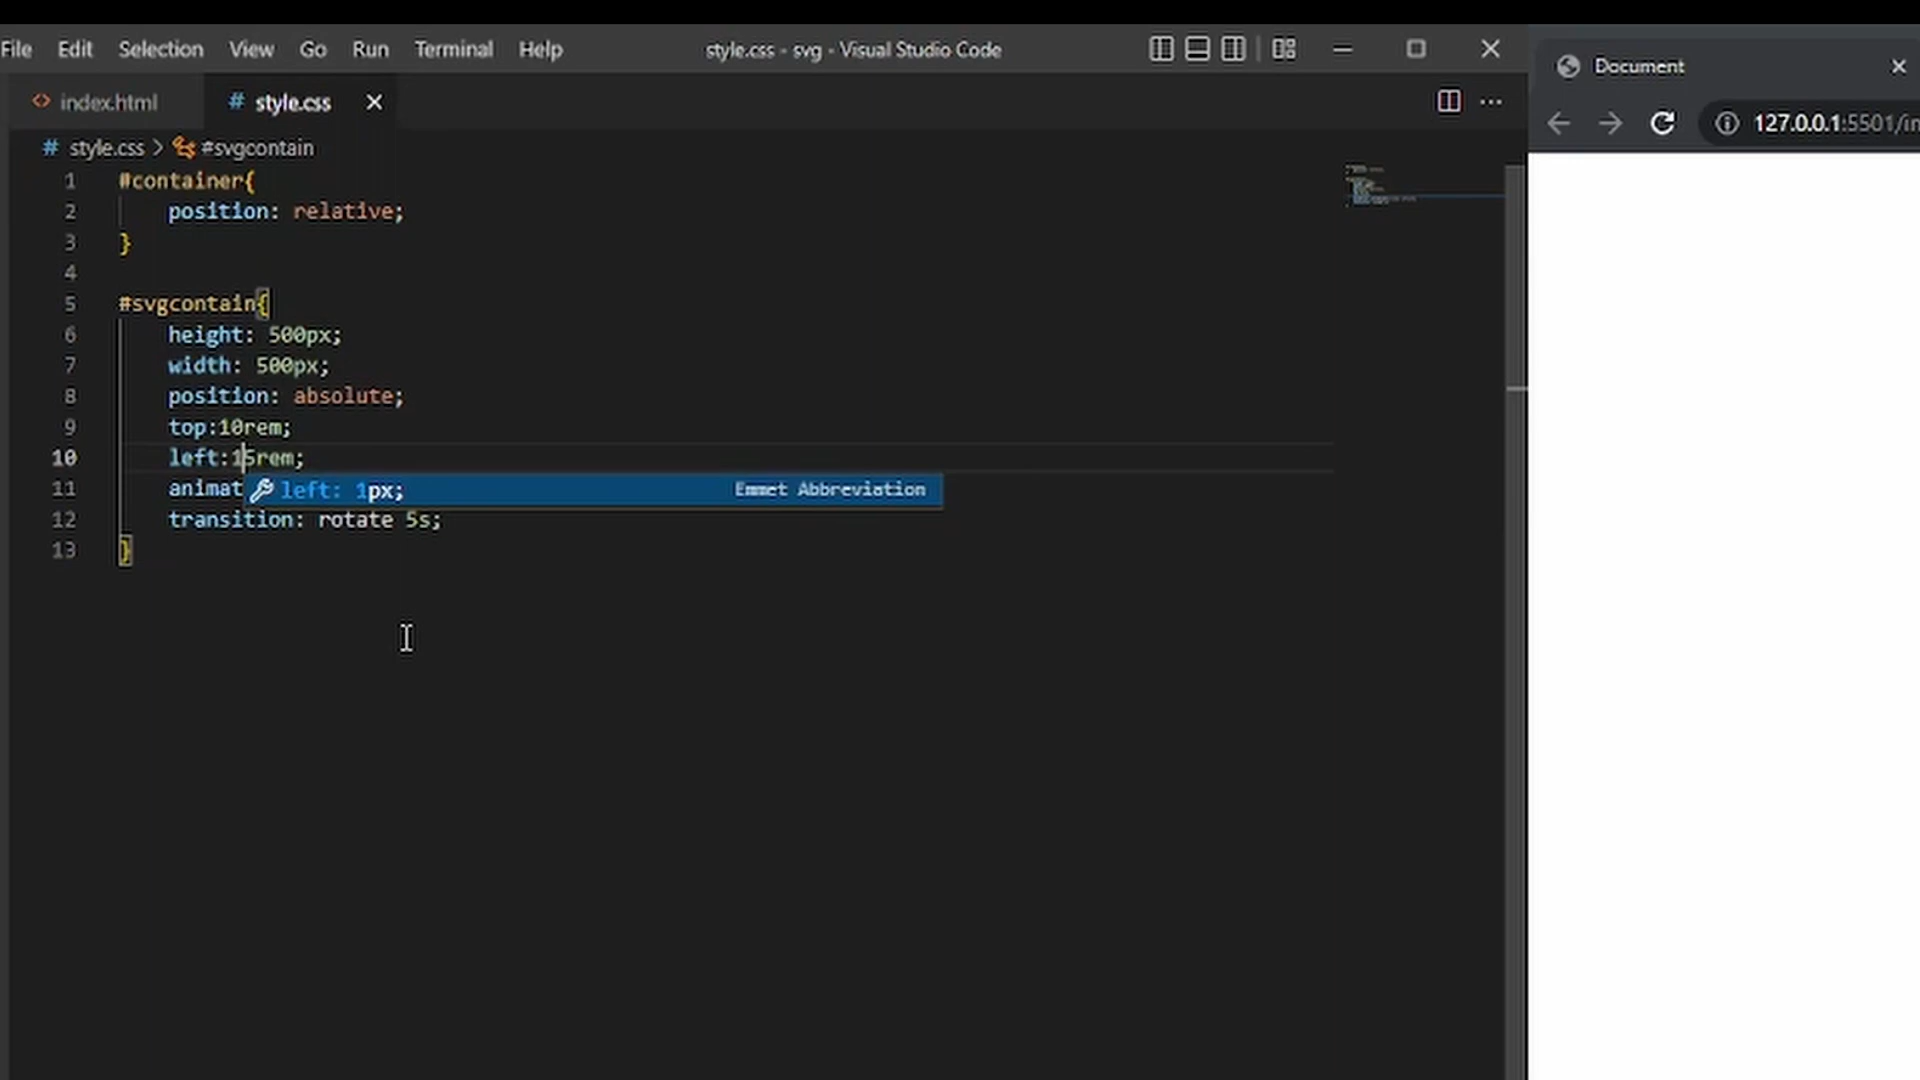 File Edit Selection View Go Run Terminal Help style.css - svg - Visual Studio Code
Document
index.html # style.css
127.0.0.1:5501/in
# style.css > #svgcontain
1 #container{
2 position: relative;
3 }
4
5 #svgcontain{
6 height: 500px;
7 width: 500px;
8 position: absolute;
9 top:10rem;
10 left:15rem;
11 animat
left: 1px; Emmet Abbreviation
12 transition: rotate 5s;
13 }